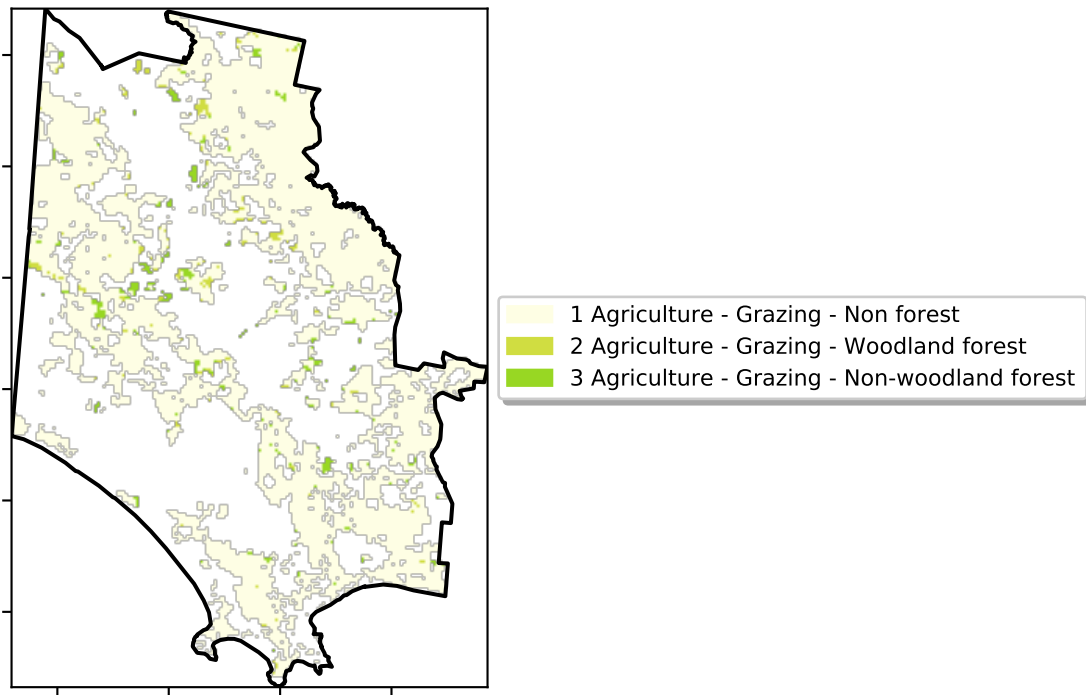 1 Agriculture - Grazing - Non forest
2 Agriculture - Grazing - Woodland forest
3 Agriculture - Grazing - Non-woodland forest